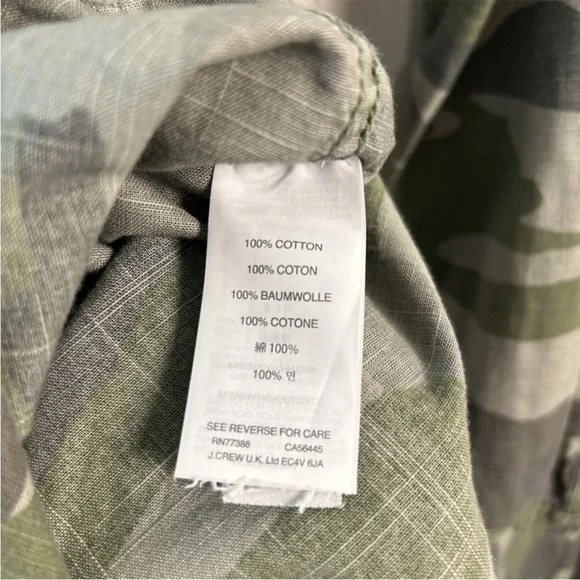 100% COTTON
100% COTON
100% BAUMWOLLE
100% COTONE
綿 100%
100% 면
SEE REVERSE FOR CARE
RN77388 CA56445
J.CREW U.K. Ltd EC4V 6JA